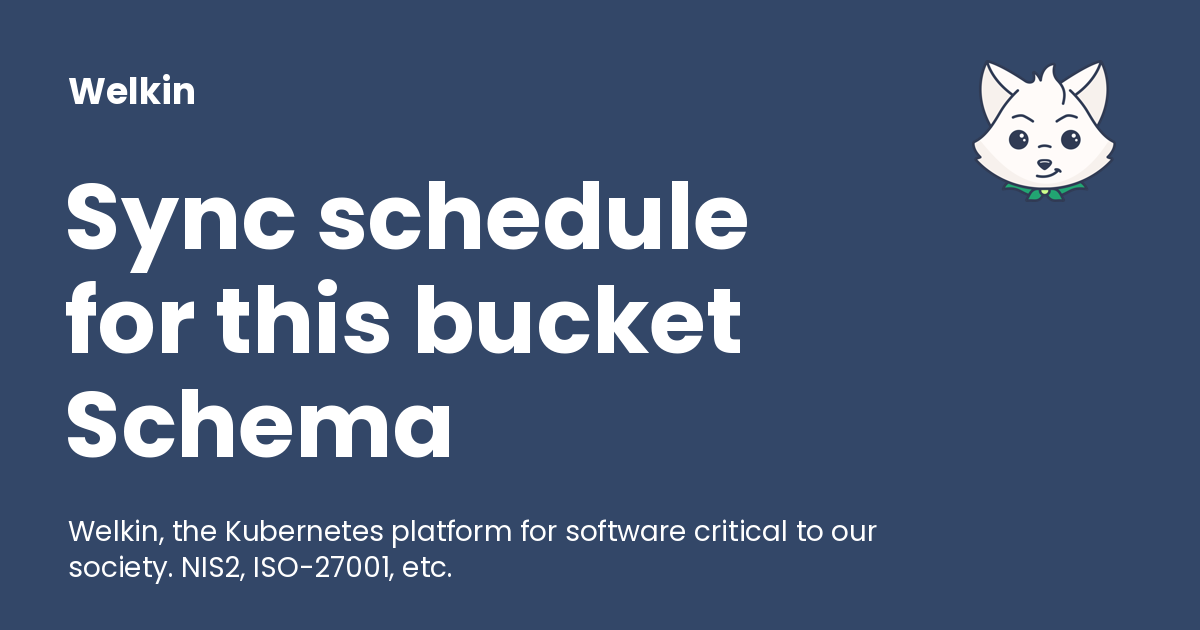 Welkin
Sync schedule
for this bucket
Schema
Welkin, the Kubernetes platform for software critical to our
society. NIS2, ISO-27001, etc.